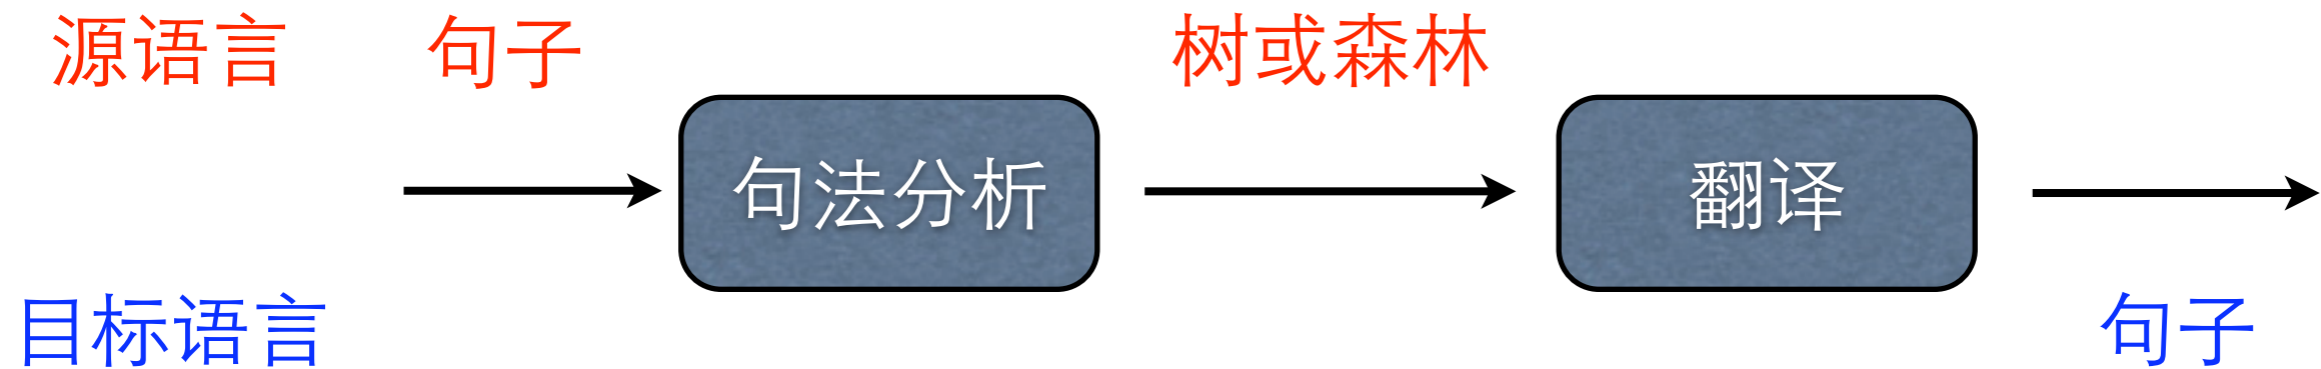 源语言
句子
树或森林
句法分析
翻译
目标语言
句子